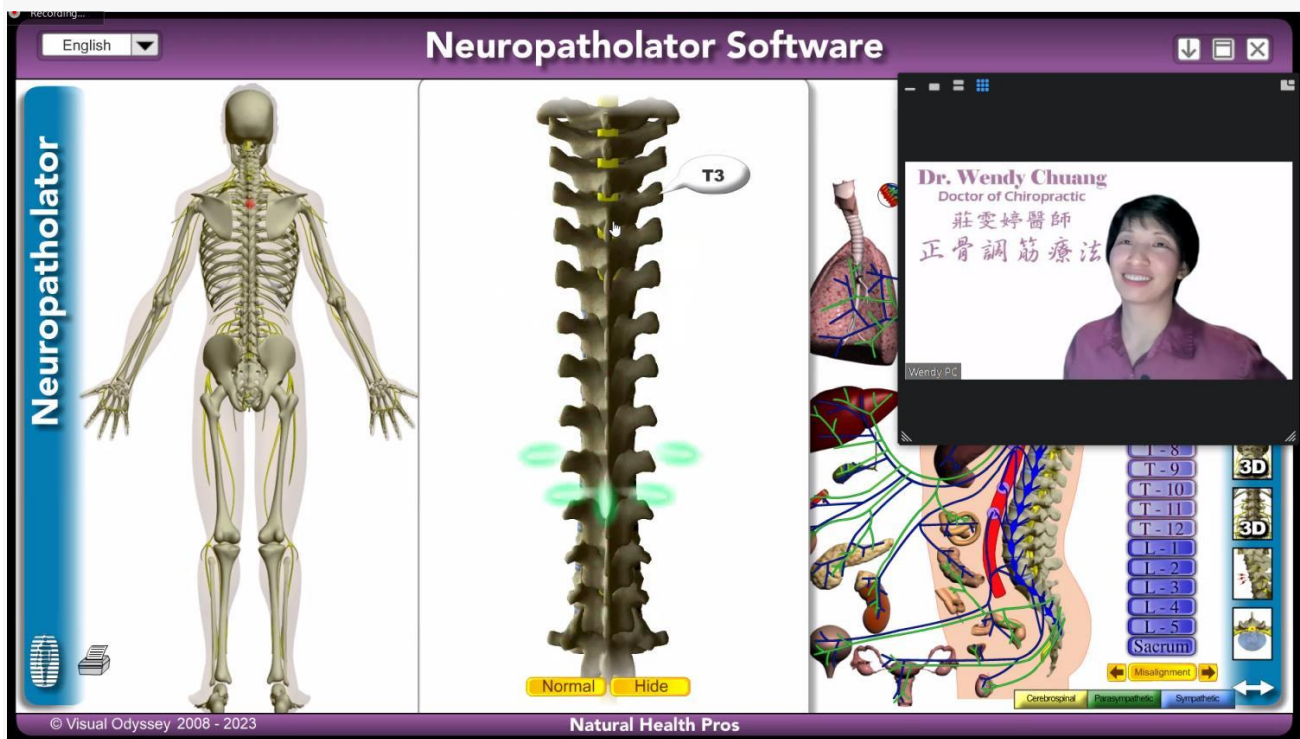 Recording...
English
Neuropatholator Software
Neuropatholator
T3
Dr. Wendy Chuang
Doctor of Chiropractic
莊雯婷醫師
正骨調筋療法
Wendy PC
T - 8
T - 9
T - 10
T - 11
T - 12
L - 1
L - 2
L - 3
L - 4
L - 5
Sacrum
3D
3D
Misalignment
Normal
Hide
Cerebrospinal
Parasympathetic
Sympathetic
© Visual Odyssey 2008 - 2023
Natural Health Pros